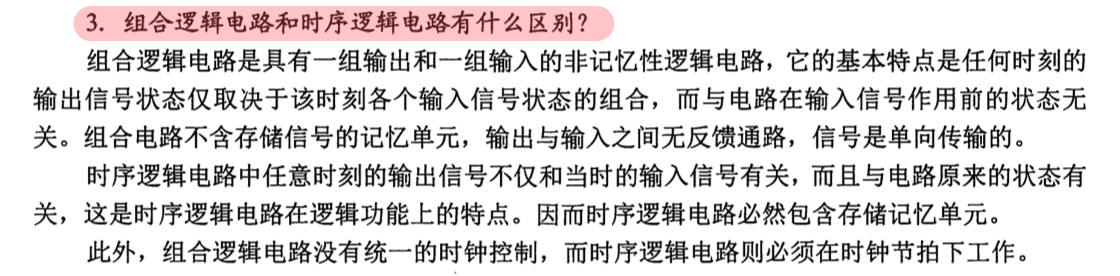 3. 组合逻辑电路和时序逻辑电路有什么区别?
组合逻辑电路是具有一组输出和一组输入的非记忆性逻辑电路，它的基本特点是任何时刻的
输出信号状态仅取决于该时刻各个输入信号状态的组合，而与电路在输入信号作用前的状态无
关。组合电路不含存储信号的记忆单元，输出与输入之间无反馈通路，信号是单向传输的。
时序逻辑电路中任意时刻的输出信号不仅和当时的输入信号有关，而且与电路原来的状态有
关，这是时序逻辑电路在逻辑功能上的特点。因而时序逻辑电路必然包含存储记忆单元。
此外，组合逻辑电路没有统一的时钟控制，而时序逻辑电路则必须在时钟节拍下工作。